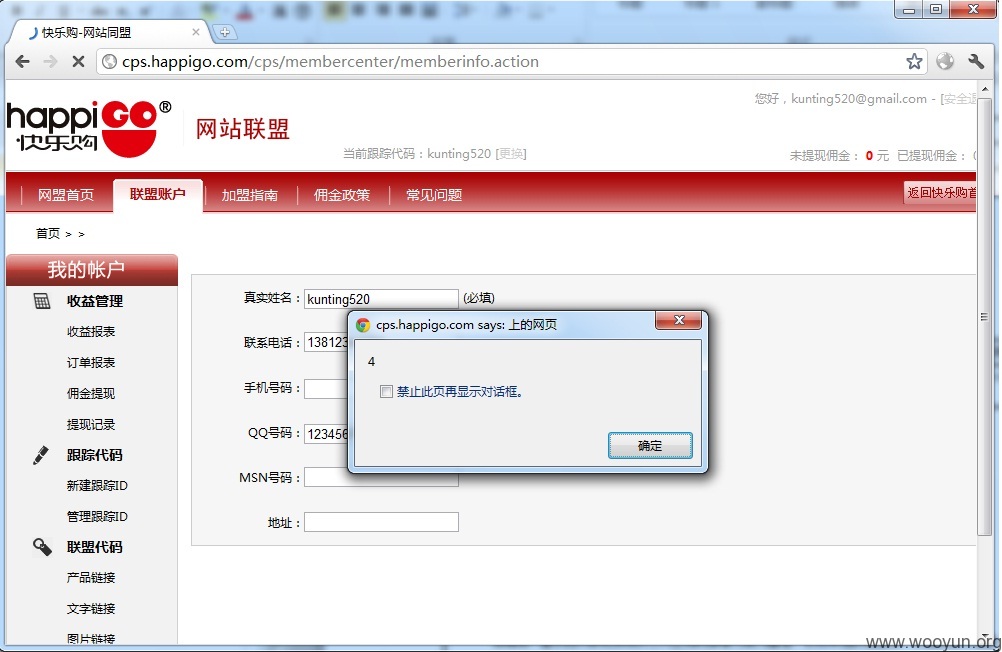 快乐购-网站同盟
cps.happigo.com/cps/membercenter/memberinfo.action
happiGO®
快乐购
网站联盟
您好，kunting520@gmail.com - [安全退
当前跟踪代码：kunting520 [更换]
未提现佣金： 0 元 已提现佣金：
网盟首页
联盟账户
加盟指南
佣金政策
常见问题
返回快乐购首
首页 > >
我的帐户
收益管理
收益报表
订单报表
佣金提现
提现记录
跟踪代码
新建跟踪ID
管理跟踪ID
联盟代码
产品链接
文字链接
图片链接
真实姓名： kunting520 (必填)
联系电话： 138123
手机号码：
QQ号码： 123456
MSN号码：
地址：
cps.happigo.com says: 上的网页
4
禁止此页再显示对话框。
确定
www.wooyun.org